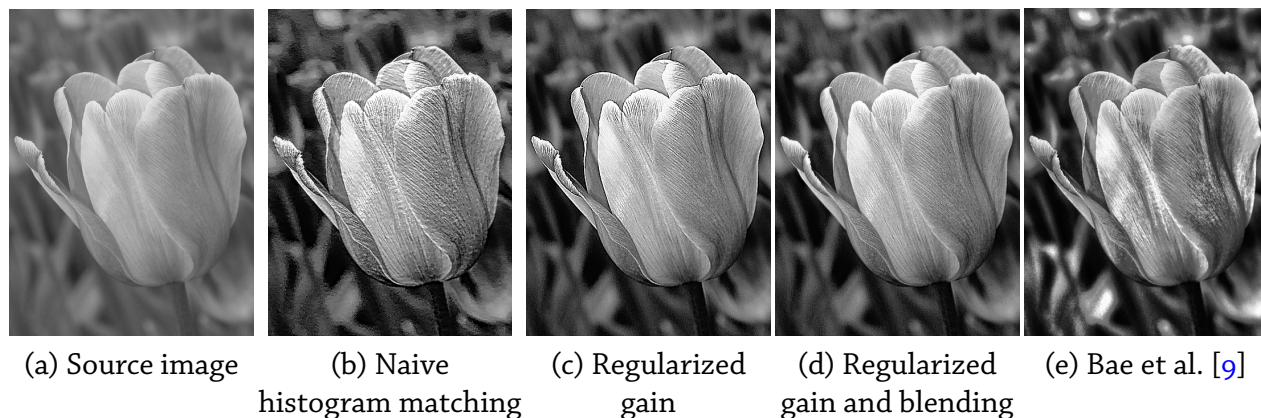 (a) Source image
(b) Naive
histogram matching
(c) Regularized
gain
(d) Regularized
gain and blending
(e) Bae et al. [9]